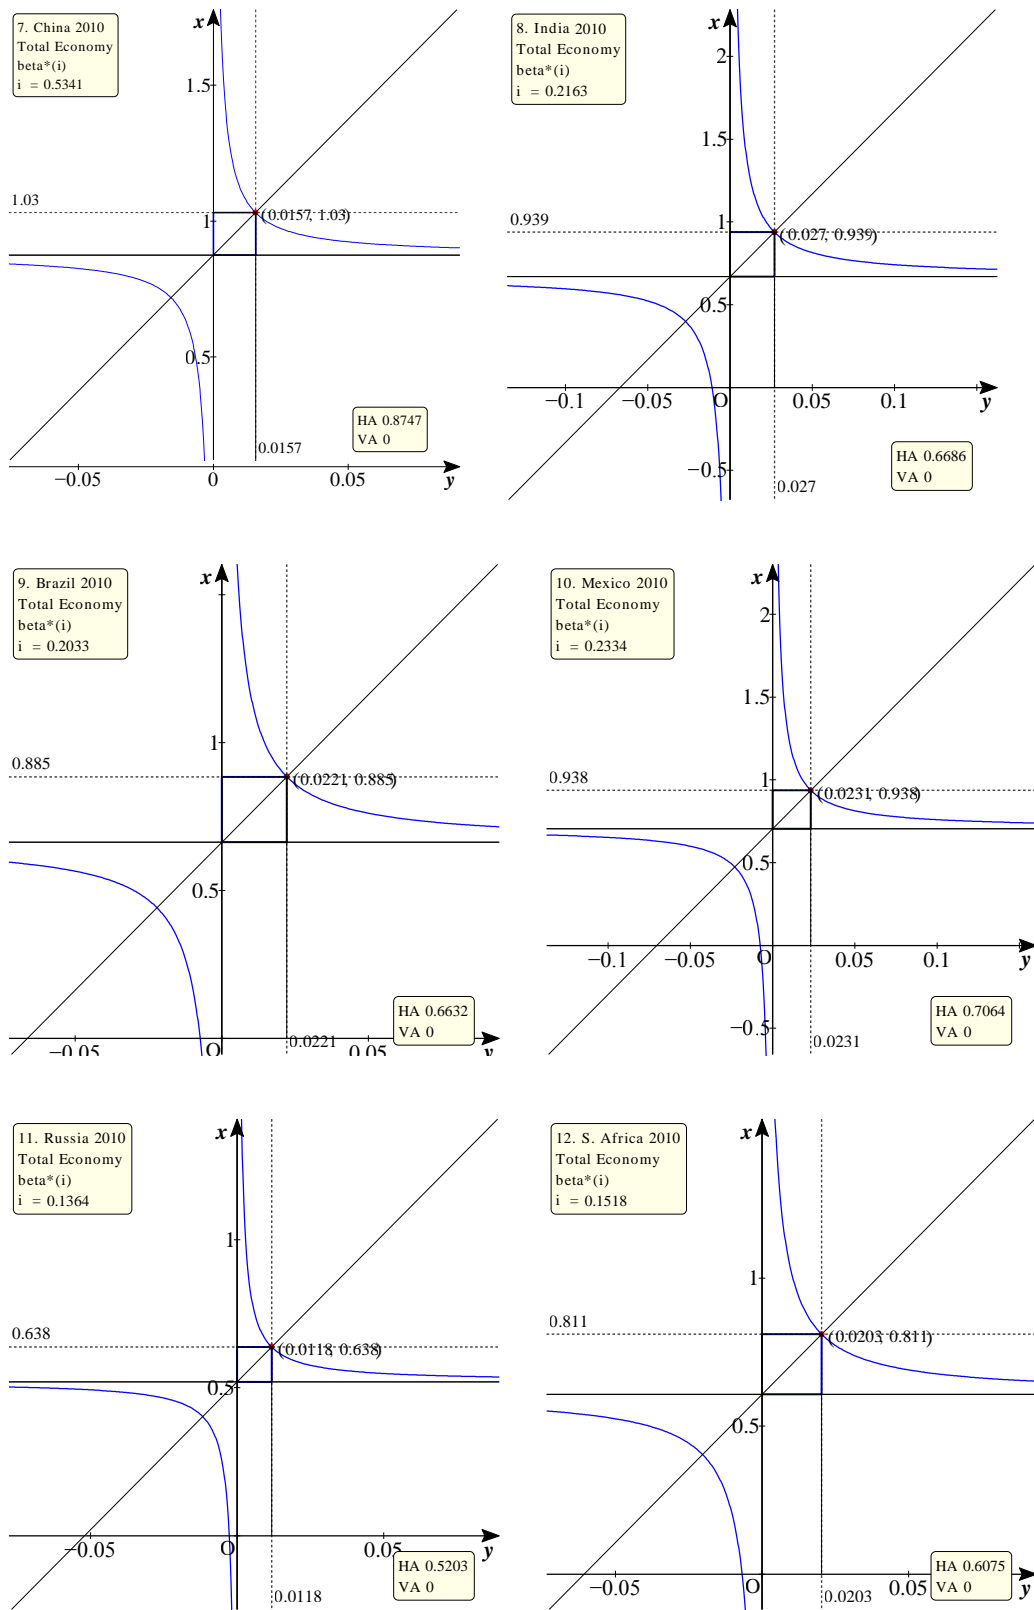 7. China 2010
Total Economy
beta*(i)
i = 0.5341
x
1.5
1.03
1
(0.0157, 1.03)
0.5
HA 0.8747
VA 0
0.0157
−0.05
0
0.05
y
8. India 2010
Total Economy
beta*(i)
i = 0.2163
x
2
1.5
0.939
1
(0.027, 0.939)
0.5
−0.1
−0.05
O
0.05
0.1
y
−0.5
HA 0.6686
VA 0
0.027
9. Brazil 2010
Total Economy
beta*(i)
i = 0.2033
x
1
0.885
(0.0221, 0.885)
0.5
HA 0.6632
VA 0
−0.05
O
0.0221
0.05
y
10. Mexico 2010
Total Economy
beta*(i)
i = 0.2334
x
2
1.5
0.938
1
(0.0231, 0.938)
0.5
−0.1
−0.05
O
0.05
0.1
y
HA 0.7064
VA 0
−0.5
0.0231
11. Russia 2010
Total Economy
beta*(i)
i = 0.1364
x
1
0.638
(0.0118, 0.638)
0.5
−0.05
O
0.05
y
HA 0.5203
VA 0
0.0118
12. S. Africa 2010
Total Economy
beta*(i)
i = 0.1518
x
1
0.811
(0.0203, 0.811)
0.5
HA 0.6075
VA 0
−0.05
O
0.05
y
0.0203